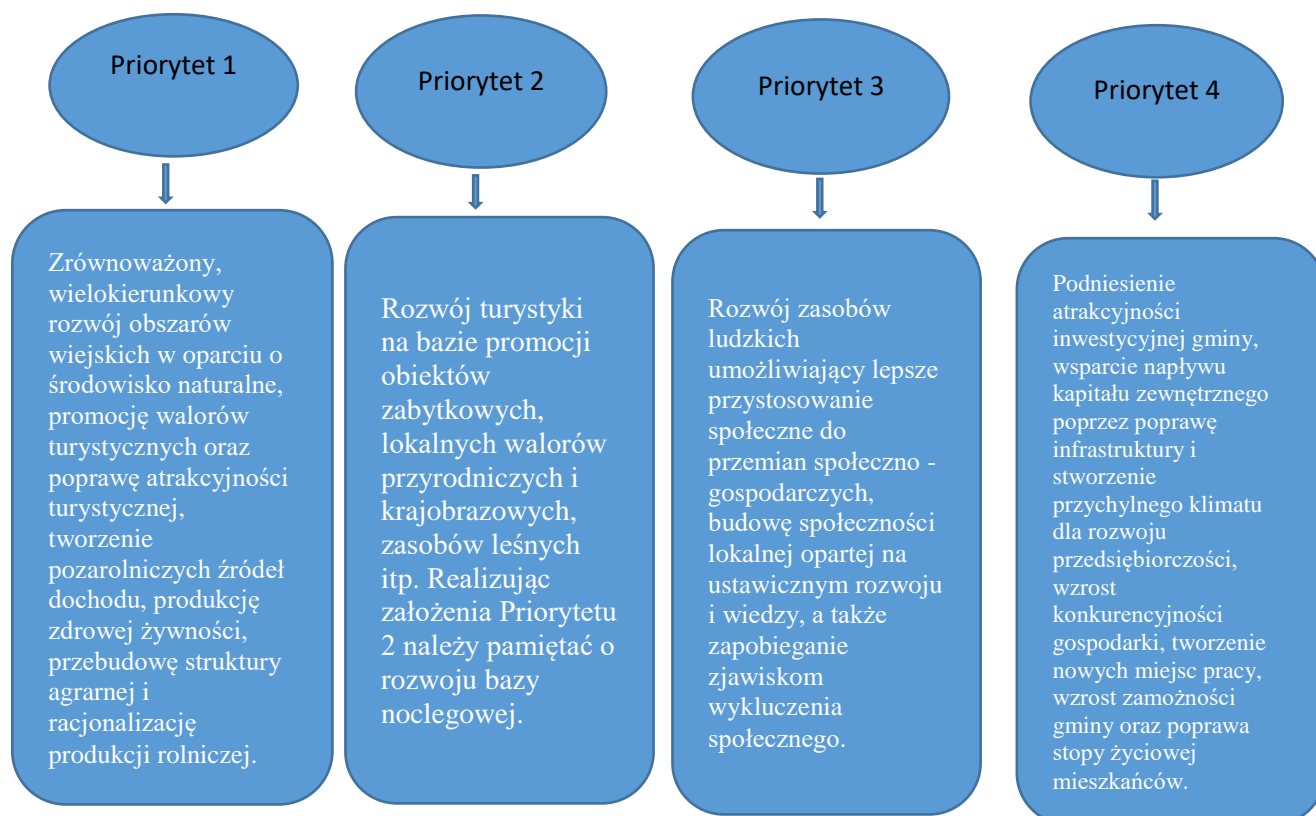 Priorytet 1
Zrównoważony,
wielokierunkowy
rozwój obszarów
wiejskich w oparciu o
środowisko naturalne,
promocję walorów
turystycznych oraz
poprawę atrakcyjności
turystycznej,
tworzenie
pozarolniczych źródeł
dochodu, produkcję
zdrowej żywności,
przebudowę struktury
agrarnej i
racjonalizację
produkcji rolniczej.
Priorytet 2
Rozwój turystyki
na bazie promocji
obiektów
zabytkowych,
lokalnych walorów
przyrodniczych i
krajobrazowych,
zasobów leśnych
itp. Realizując
założenia Priorytetu
2 należy pamiętać o
rozwoju bazy
noclegowej.
Priorytet 3
Rozwój zasobów
ludzkich
umożliwiający lepsze
przystosowanie
społeczne do
przemian społeczno -
gospodarczych,
budowę społeczności
lokalnej opartej na
ustawicznym rozwoju
i wiedzy, a także
zapobieganie
zjawiskom
wykluczenia
społecznego.
Priorytet 4
Podniesienie
atrakcyjności
inwestycyjnej gminy,
wsparcie napływu
kapitału zewnętrznego
poprzez poprawę
infrastruktury i
stworzenie
przychylnego klimatu
dla rozwoju
przedsiębiorczości,
wzrost
konkurencyjności
gospodarki, tworzenie
nowych miejsc pracy,
wzrost zamożności
gminy oraz poprawa
stopy życiowej
mieszkańców.